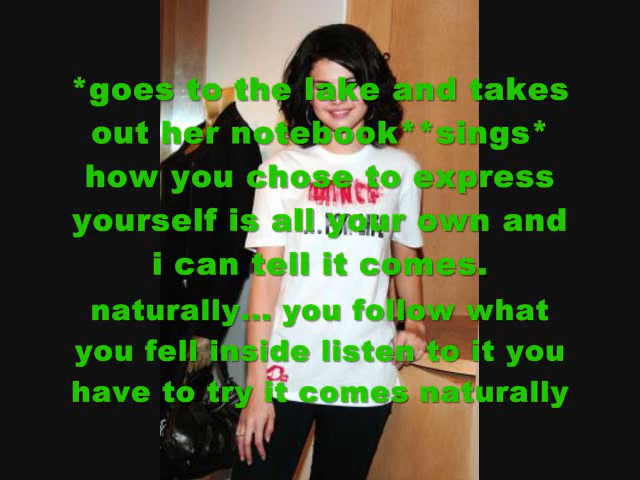 *goes to the lake and takes
out her notebook**sings*
how you chose to express
yourself is all your own and
i can tell it comes.
naturally... you follow what
you fell inside listen to it you
have to try it comes naturally